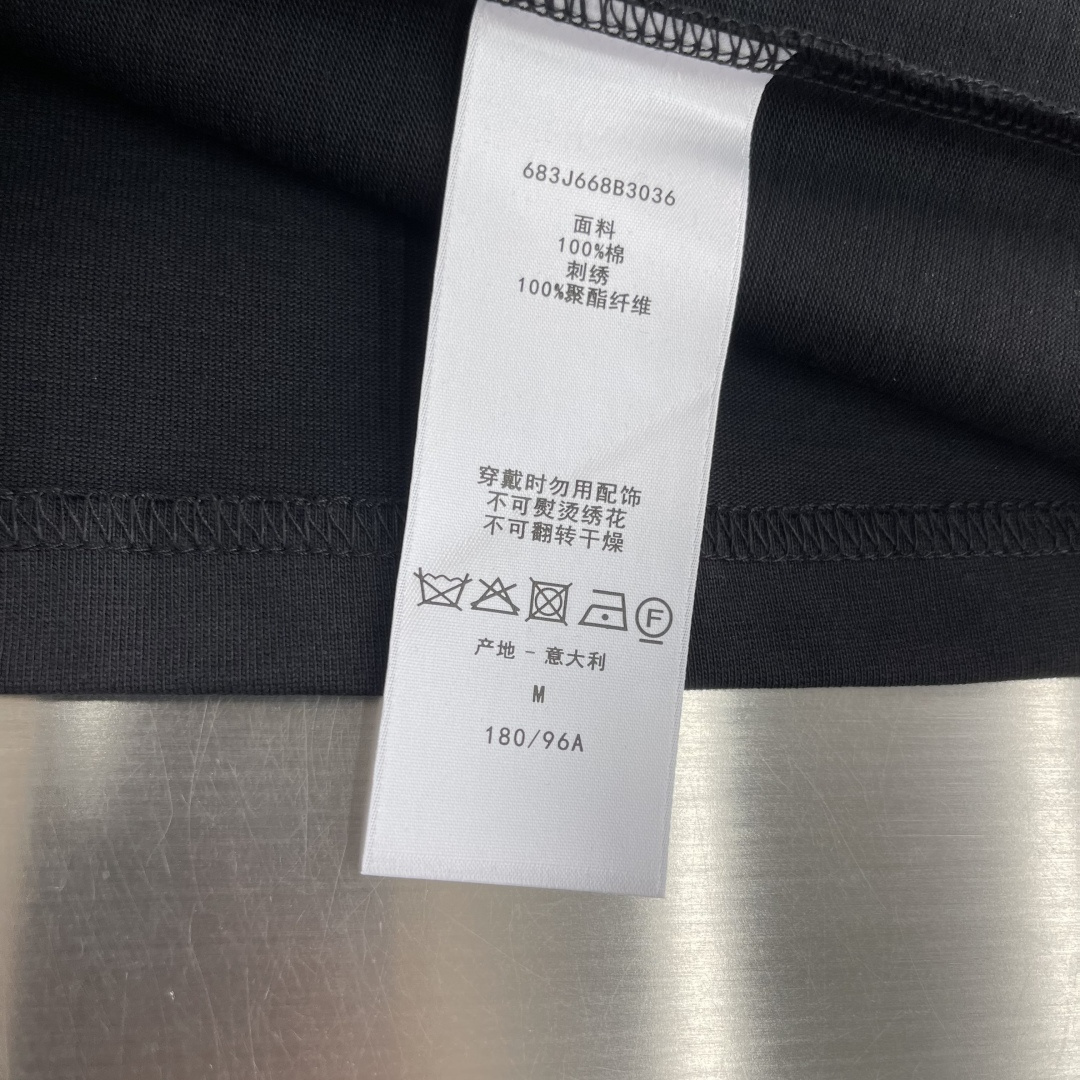 683J668B3036
面料
100%棉
刺绣
100%聚酯纤维
穿戴时勿用配饰
不可熨烫绣花
不可翻转干燥
F
产地 - 意大利
M
180/96A